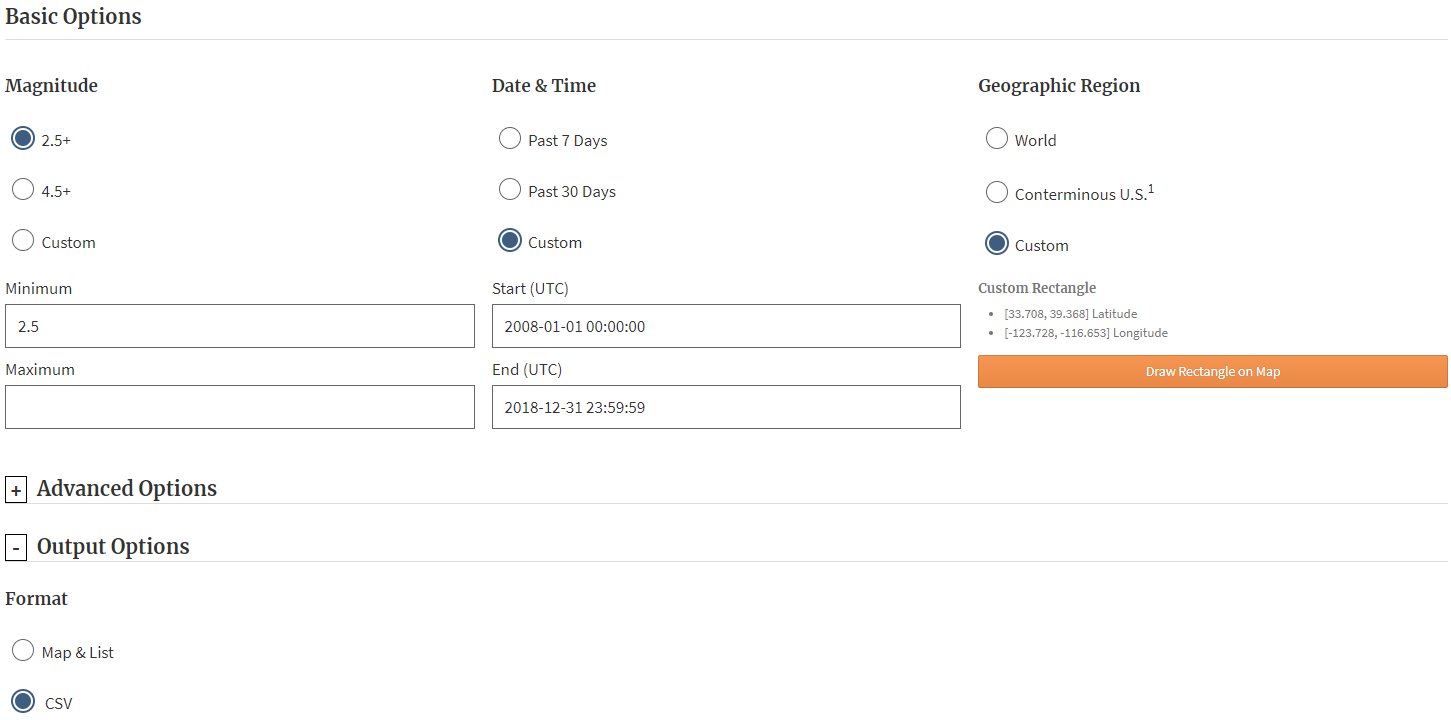 Basic Options
Magnitude
2.5+
4.5+
Custom
Minimum
2.5
Maximum
Date & Time
Past 7 Days
Past 30 Days
Custom
Start (UTC)
2008-01-01 00:00:00
End (UTC)
2018-12-31 23:59:59
Geographic Region
World
Conterminous U.S.1
Custom
Custom Rectangle
[33.708, 39.368] Latitude
[-123.728, -116.653] Longitude
Draw Rectangle on Map
+ Advanced Options
- Output Options
Format
Map & List
CSV